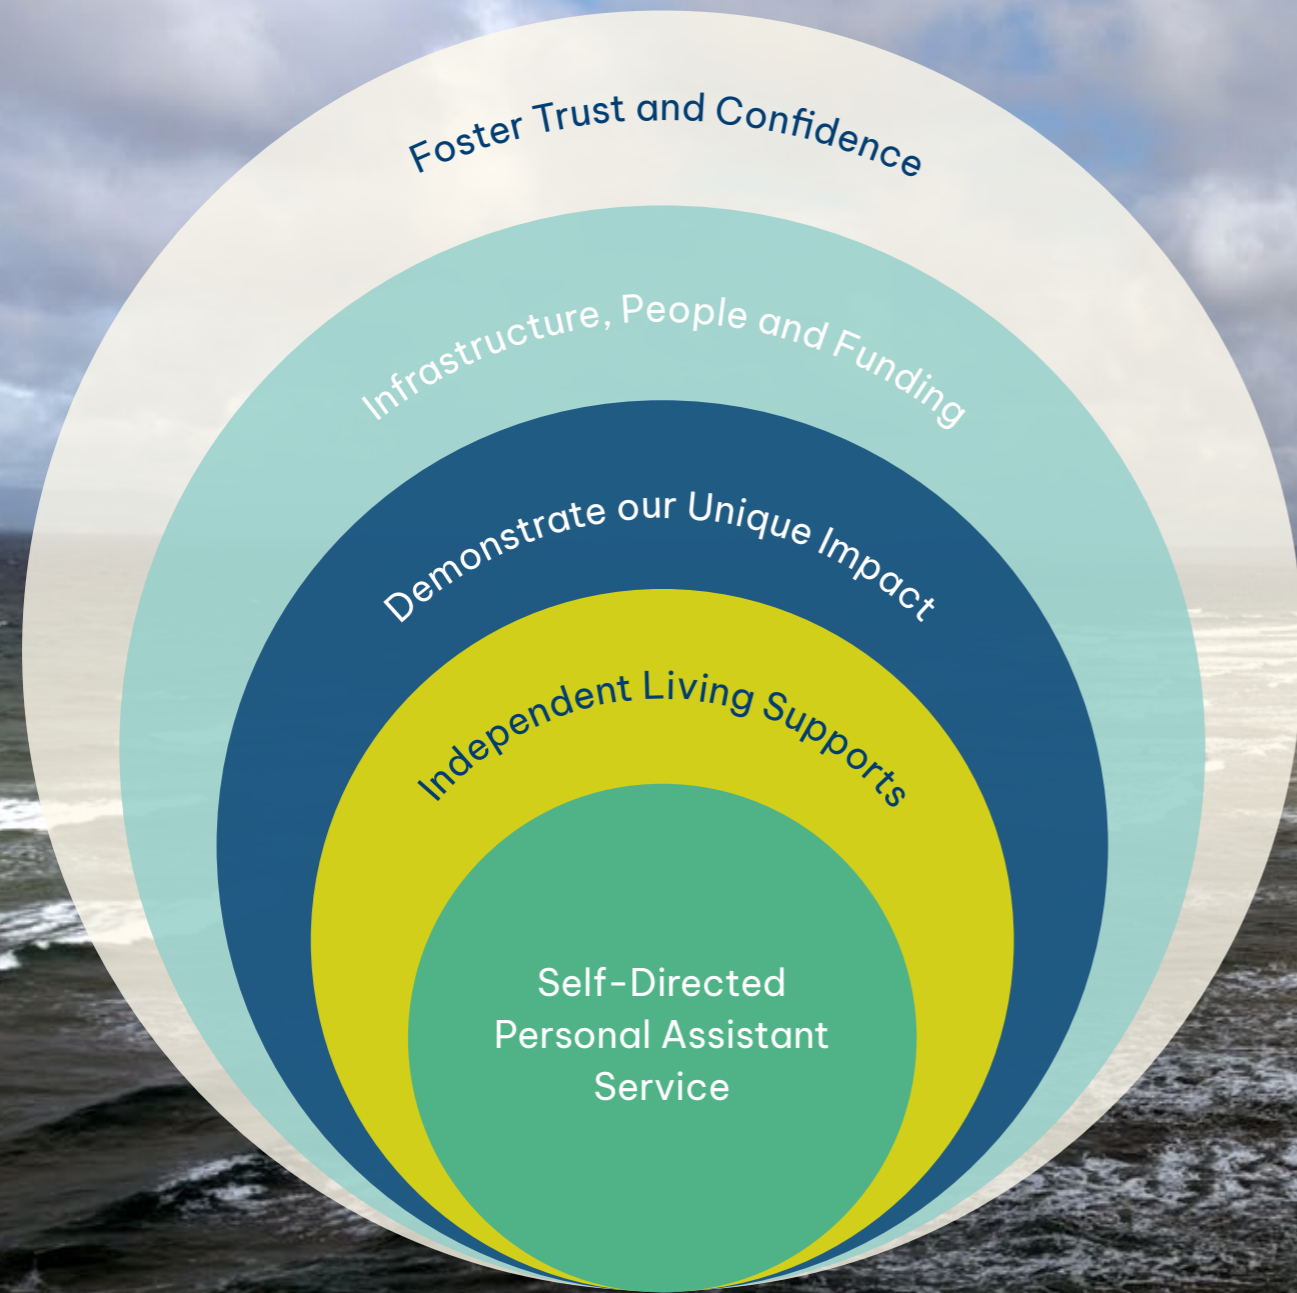 Foster Trust and Confidence
Infrastructure, People and Funding
Demonstrate our Unique Impact
Independent Living Supports
Self-Directed
Personal Assistant
Service